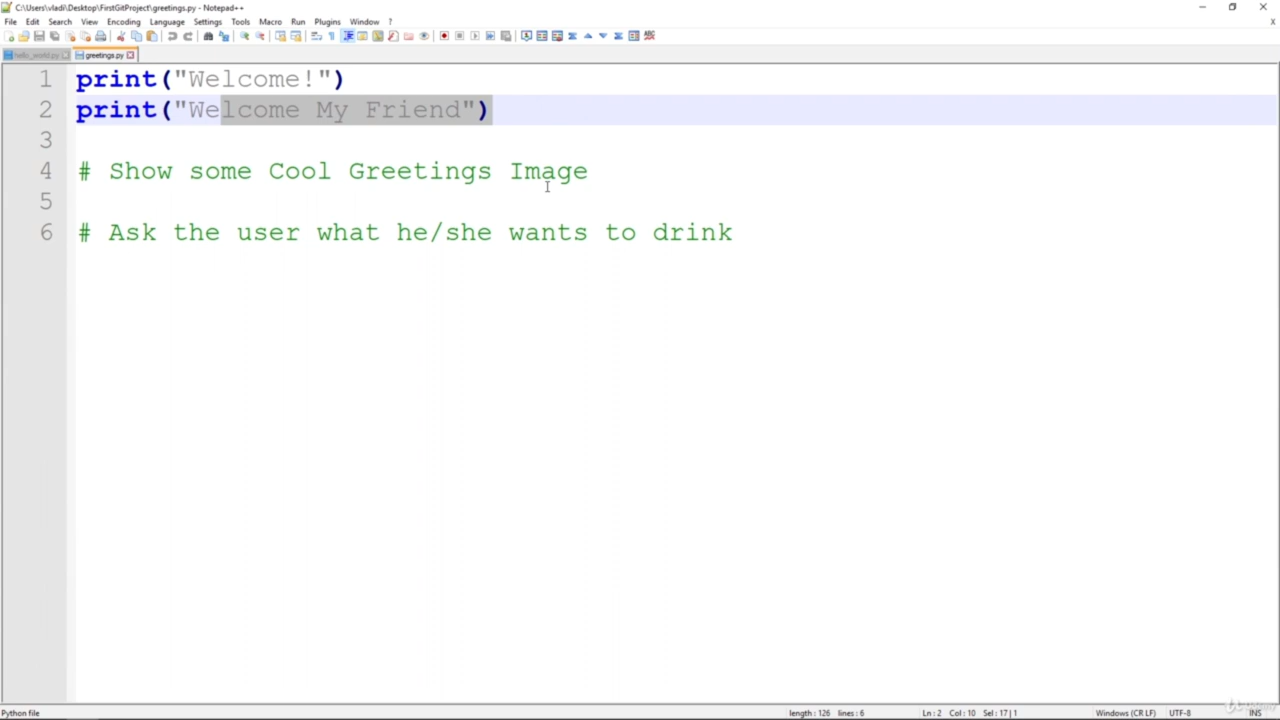 C:\Users\vladi\Desktop\FirstGitProject\greetings.py - Notepad++
File Edit Search View Encoding Language Settings Tools Macro Run Plugins Window ?
X
hello_world.py greetings.py
1 print("Welcome!")
2 print("Welcome My Friend")
3
4 # Show some Cool Greetings Image
5
6 # Ask the user what he/she wants to drink
Python file length : 126 lines : 6 Ln : 2 Col : 10 Sel : 17 | 1 Windows (CR LF) UTF-8 INS